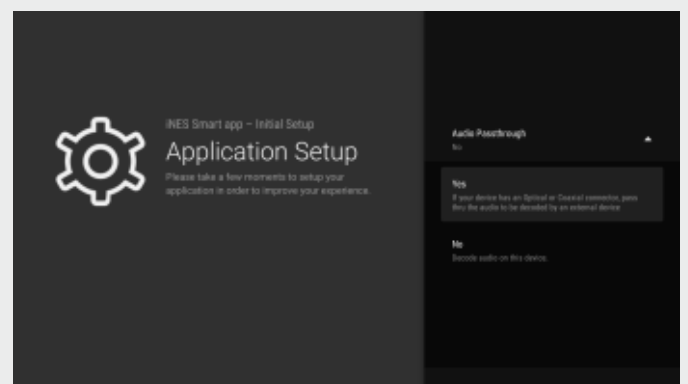 iNES Smart app – Initial Setup
Application Setup
Please take a few moments to setup your
application in order to improve your experience.
Audio Passthrough
No
Yes
If your device has an Optical or Coaxial connector, pass
thru the audio to be decoded by an external device
No
Decode audio on this device.